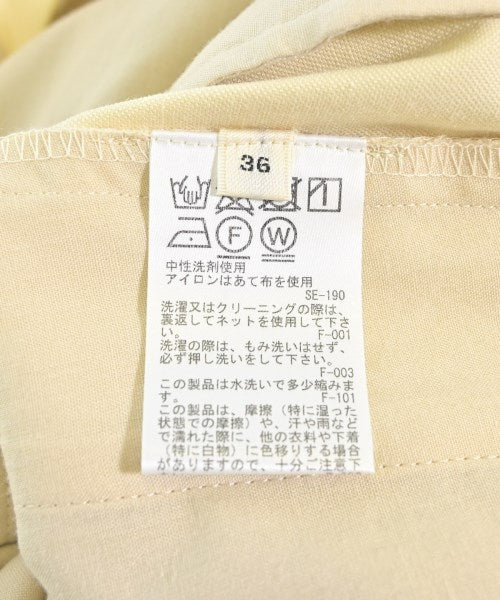 36
F
W
中性洗剤使用
アイロンはあて布を使用
SE-190
洗濯又はクリーニングの際は、
裏返してネットを使用して下さ
い。
F-001
洗濯の際は、もみ洗いはせず、
必ず押し洗いをして下さい。
F-003
この製品は水洗いで多少縮みま
す。
F-101
この製品は、摩擦（特に湿った
状態での摩擦）や、汗や雨など
で濡れた際に、他の衣料や下着
（特に白物）に色移りする場合
がありますので、十分ご注意下